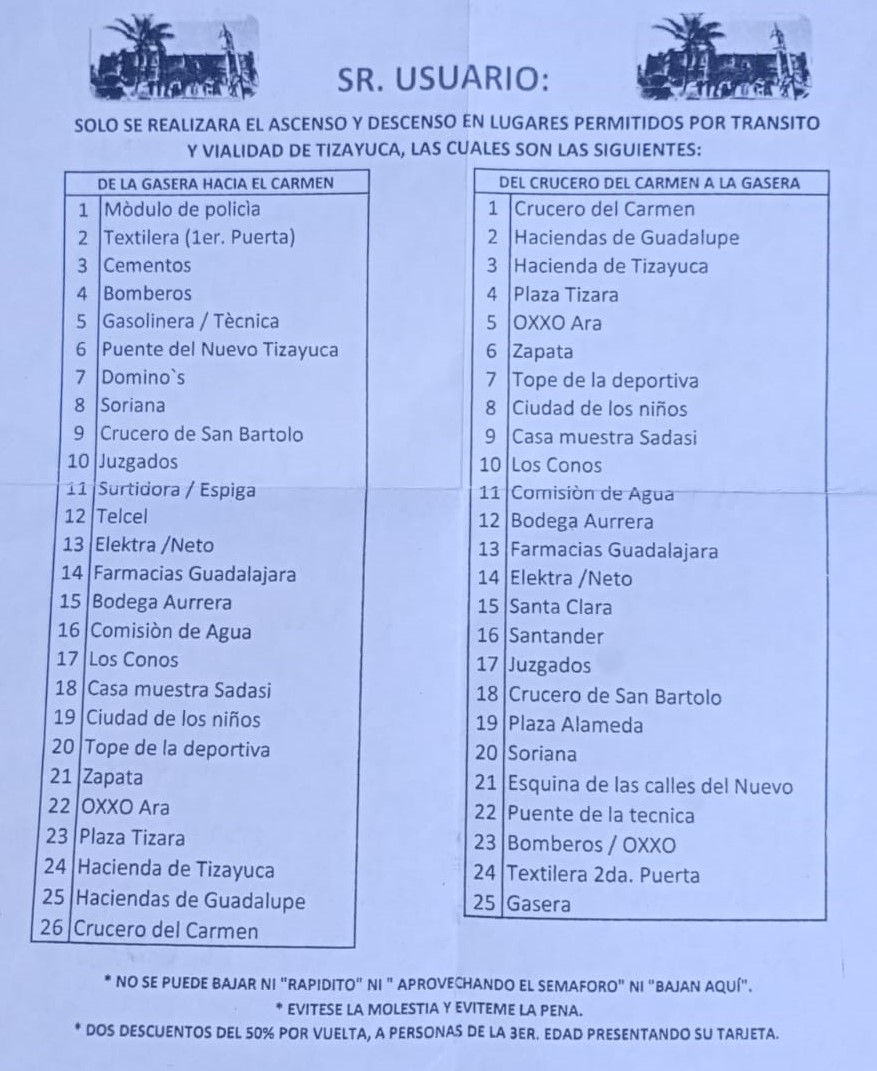 SR. USUARIO:
SOLO SE REALIZARA EL ASCENSO Y DESCENSO EN LUGARES PERMITIDOS POR TRANSITO
Y VIALIDAD DE TIZAYUCA, LAS CUALES SON LAS SIGUIENTES:
DE LA GASERA HACIA EL CARMEN
1 Mòdulo de policìa
2 Textilera (1er. Puerta)
3 Cementos
4 Bomberos
5 Gasolinera / Tècnica
6 Puente del Nuevo Tizayuca
7 Domino`s
8 Soriana
9 Crucero de San Bartolo
10 Juzgados
11 Surtidora / Espiga
12 Telcel
13 Elektra /Neto
14 Farmacias Guadalajara
15 Bodega Aurrera
16 Comisiòn de Agua
17 Los Conos
18 Casa muestra Sadasi
19 Ciudad de los niños
20 Tope de la deportiva
21 Zapata
22 OXXO Ara
23 Plaza Tizara
24 Hacienda de Tizayuca
25 Haciendas de Guadalupe
26 Crucero del Carmen
DEL CRUCERO DEL CARMEN A LA GASERA
1 Crucero del Carmen
2 Haciendas de Guadalupe
3 Hacienda de Tizayuca
4 Plaza Tizara
5 OXXO Ara
6 Zapata
7 Tope de la deportiva
8 Ciudad de los niños
9 Casa muestra Sadasi
10 Los Conos
11 Comisiòn de Agua
12 Bodega Aurrera
13 Farmacias Guadalajara
14 Elektra /Neto
15 Santa Clara
16 Santander
17 Juzgados
18 Crucero de San Bartolo
19 Plaza Alameda
20 Soriana
21 Esquina de las calles del Nuevo
22 Puente de la tecnica
23 Bomberos / OXXO
24 Textilera 2da. Puerta
25 Gasera
* NO SE PUEDE BAJAR NI "RAPIDITO" NI " APROVECHANDO EL SEMAFORO" NI "BAJAN AQUÍ".
* EVITESE LA MOLESTIA Y EVITEME LA PENA.
* DOS DESCUENTOS DEL 50% POR VUELTA, A PERSONAS DE LA 3ER. EDAD PRESENTANDO SU TARJETA.